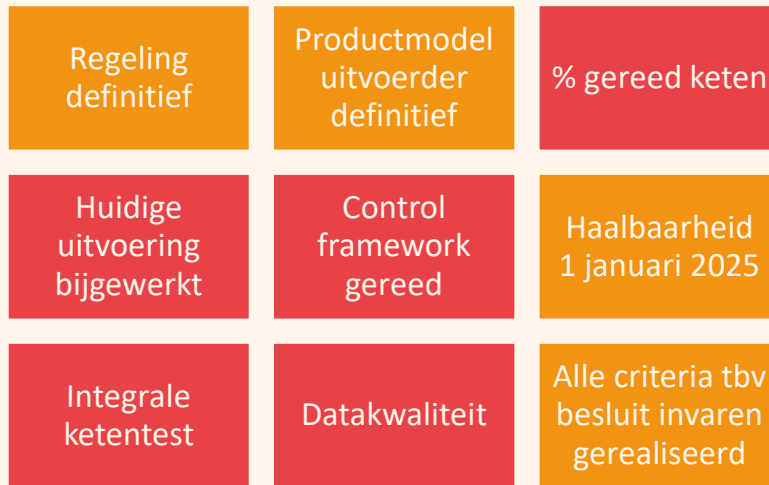 Regeling
definitief
Productmodel
uitvoerder
definitief
% gereed keten
Huidige
uitvoering
bijgewerkt
Control
framework
gereed
Haalbaarheid
1 januari 2025
Integrale
ketentest
Datakwaliteit
Alle criteria tbv
besluit invaren
gerealiseerd